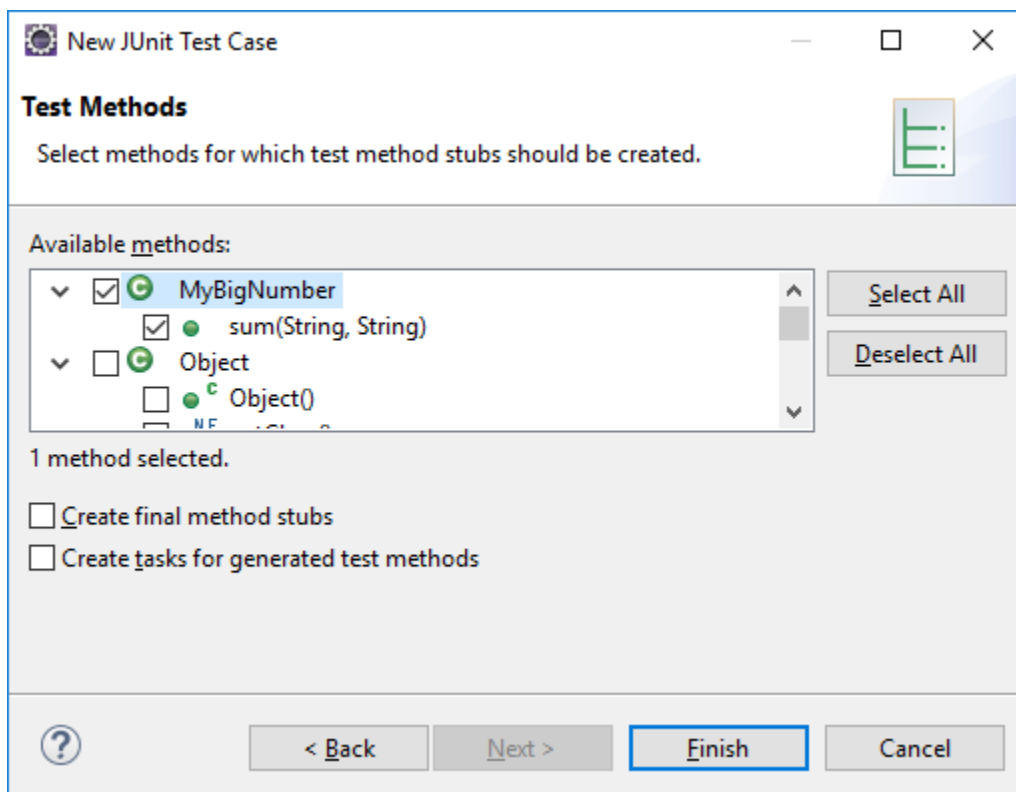 New JUnit Test Case
Test Methods
Select methods for which test method stubs should be created.
Available methods:
MyBigNumber
sum(String, String)
Object
C Object()
Select All
Deselect All
1 method selected.
Create final method stubs
Create tasks for generated test methods
?
< Back
Next >
Finish
Cancel